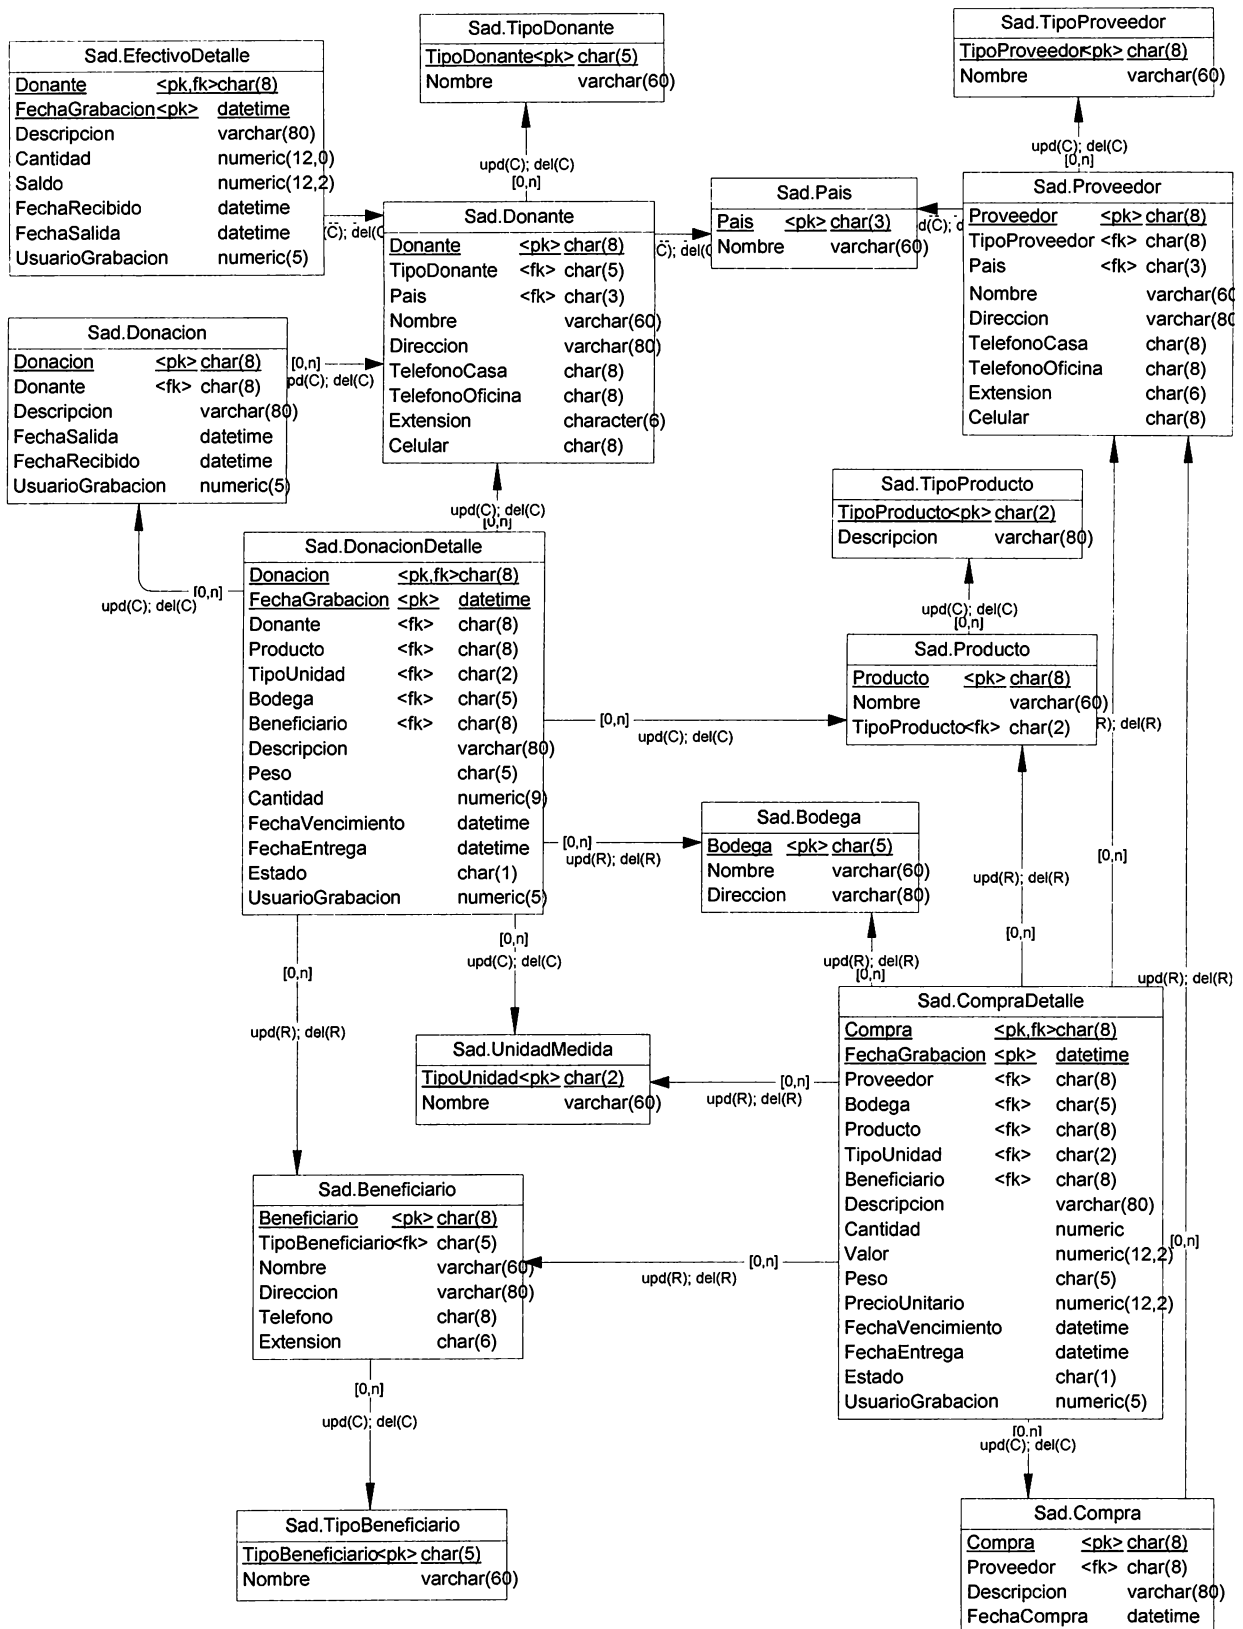 Sad.EfectivoDetalle
Donante <pk,fk> char(8)
FechaGrabacion <pk> datetime
Descripcion varchar(80)
Cantidad numeric(12,0)
Saldo numeric(12,2)
FechaRecibido datetime
FechaSalida datetime
UsuarioGrabacion numeric(5)
Sad.TipoDonante
TipoDonante <pk> char(5)
Nombre varchar(60)
upd(C); del(C)
[0,n]
Sad.TipoProveedor
TipoProveedor <pk> char(8)
Nombre varchar(60)
upd(C); del(C)
[0,n]
Sad.Donante
Donante <pk> char(8)
TipoDonante <fk> char(5)
Pais <fk> char(3)
Nombre varchar(60)
Direccion varchar(80)
TelefonoCasa char(8)
TelefonoOficina char(8)
Extension character(6)
Celular char(8)
(C); del(C
Sad.Pais
Pais <pk> char(3)
Nombre varchar(60)
C); del(C
d(C); d
Sad.Proveedor
Proveedor <pk> char(8)
TipoProveedor <fk> char(8)
Pais <fk> char(3)
Nombre varchar(60
Direccion varchar(80
TelefonoCasa char(8)
TelefonoOficina char(8)
Extension char(6)
Celular char(8)
Sad.Donacion
Donacion <pk> char(8)
Donante <fk> char(8)
Descripcion varchar(80)
FechaSalida datetime
FechaRecibido datetime
UsuarioGrabacion numeric(5)
[0,n]
pd(C); del(C)
upd(C); del(C)
[0,n]
Sad.TipoProducto
TipoProducto <pk> char(2)
Descripcion varchar(80)
upd(C); del(C)
[0,n]
Sad.DonacionDetalle
Donacion <pk,fk> char(8)
FechaGrabacion <pk> datetime
Donante <fk> char(8)
Producto <fk> char(8)
TipoUnidad <fk> char(2)
Bodega <fk> char(5)
Beneficiario <fk> char(8)
Descripcion varchar(80)
Peso char(5)
Cantidad numeric(9)
FechaVencimiento datetime
FechaEntrega datetime
Estado char(1)
UsuarioGrabacion numeric(5)
[0,n]
upd(C); del(C)
Sad.Producto
Producto <pk> char(8)
Nombre varchar(60)
TipoProducto <fk> char(2)
R); del(R)
[0,n]
upd(C); del(C)
Sad.Bodega
Bodega <pk> char(5)
Nombre varchar(60)
Direccion varchar(80)
[0,n]
upd(R); del(R)
[0,n]
upd(R); del(R)
[0,n]
upd(R); del(R)
[0,n]
upd(R); del(R)
[0,n]
upd(C); del(C)
[0,n]
upd(R); del(R)
Sad.UnidadMedida
TipoUnidad <pk> char(2)
Nombre varchar(60)
[0,n]
upd(R); del(R)
Sad.CompraDetalle
Compra <pk,fk> char(8)
FechaGrabacion <pk> datetime
Proveedor <fk> char(8)
Bodega <fk> char(5)
Producto <fk> char(8)
TipoUnidad <fk> char(2)
Beneficiario <fk> char(8)
Descripcion varchar(80)
Cantidad numeric
Valor numeric(12,2)
Peso char(5)
PrecioUnitario numeric(12,2)
FechaVencimiento datetime
FechaEntrega datetime
Estado char(1)
UsuarioGrabacion numeric(5)
[0,n]
Sad.Beneficiario
Beneficiario <pk> char(8)
TipoBeneficiario <fk> char(5)
Nombre varchar(60)
Direccion varchar(80)
Telefono char(8)
Extension char(6)
[0,n]
upd(R); del(R)
[0,n]
upd(C); del(C)
[0,n]
upd(C); del(C)
Sad.TipoBeneficiario
TipoBeneficiario <pk> char(5)
Nombre varchar(60)
Sad.Compra
Compra <pk> char(8)
Proveedor <fk> char(8)
Descripcion varchar(80)
FechaCompra datetime